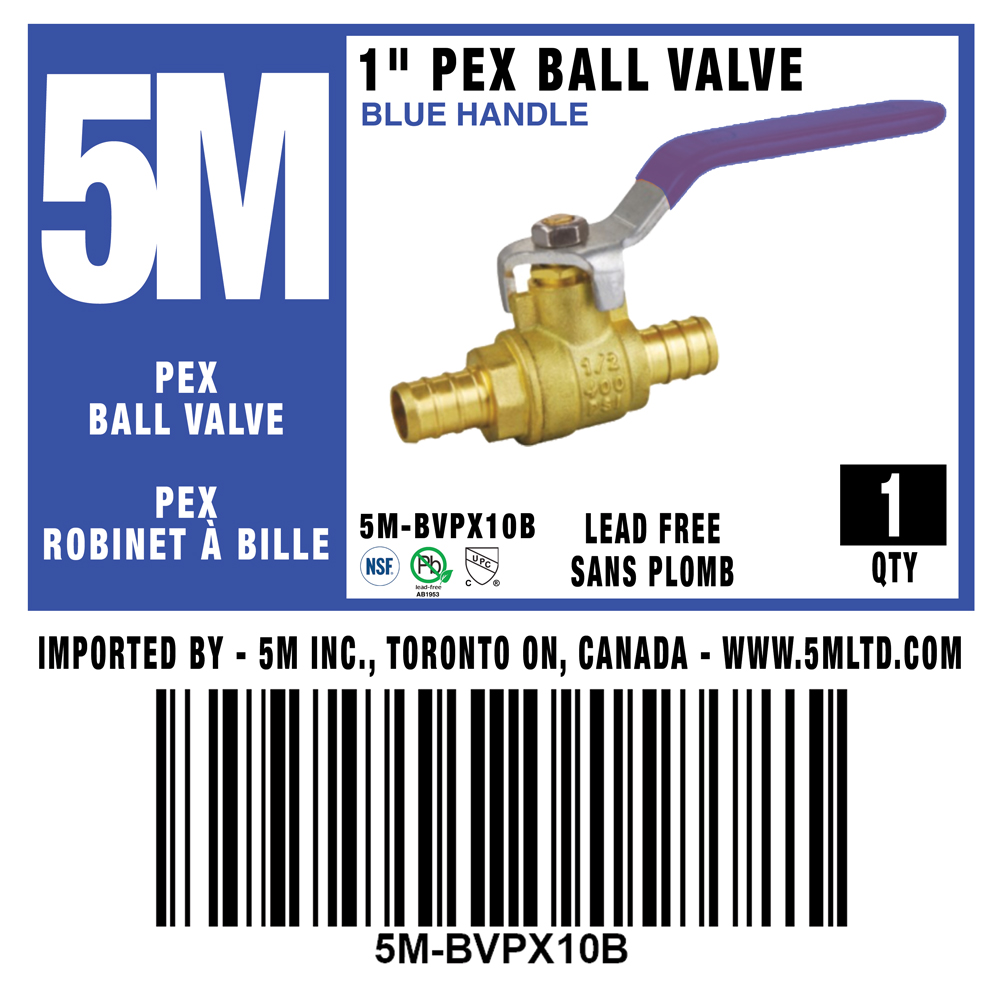 5M
PEX
BALL VALVE
PEX
ROBINET À BILLE
1" PEX BALL VALVE
BLUE HANDLE
1/2
400
PSI
5M-BVPX10B
NSF
Pb
lead-free
AB1953
UPC
C ®
LEAD FREE
SANS PLOMB
1
QTY
IMPORTED BY - 5M INC., TORONTO ON, CANADA - WWW.5MLTD.COM
5M-BVPX10B